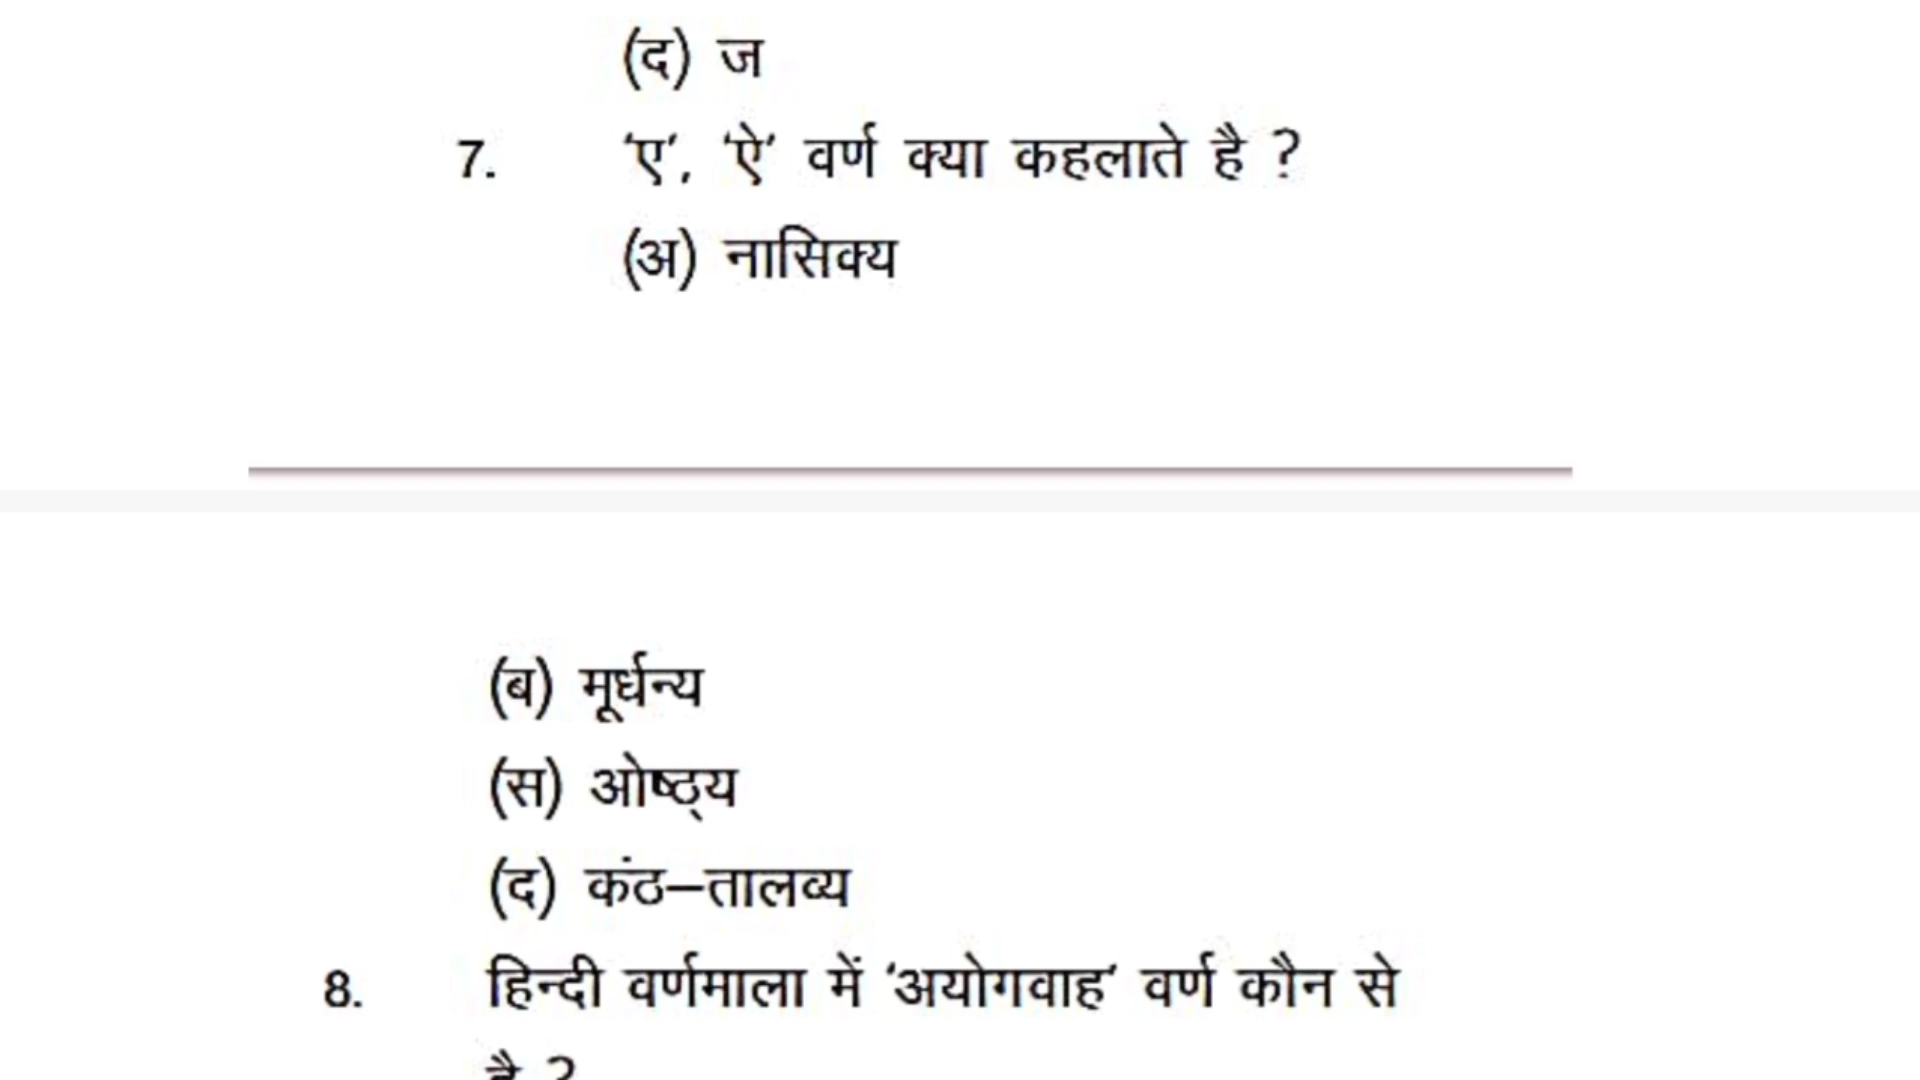 (द) ज
7. ‘ए’, ‘ऐ’ वर्ण क्या कहलाते है ?
(अ) नासिक्य
(ब) मूर्धन्य
(स) ओष्ठ्य
(द) कंठ–तालव्य
8. हिन्दी वर्णमाला में ‘अयोगवाह’ वर्ण कौन से
है ?